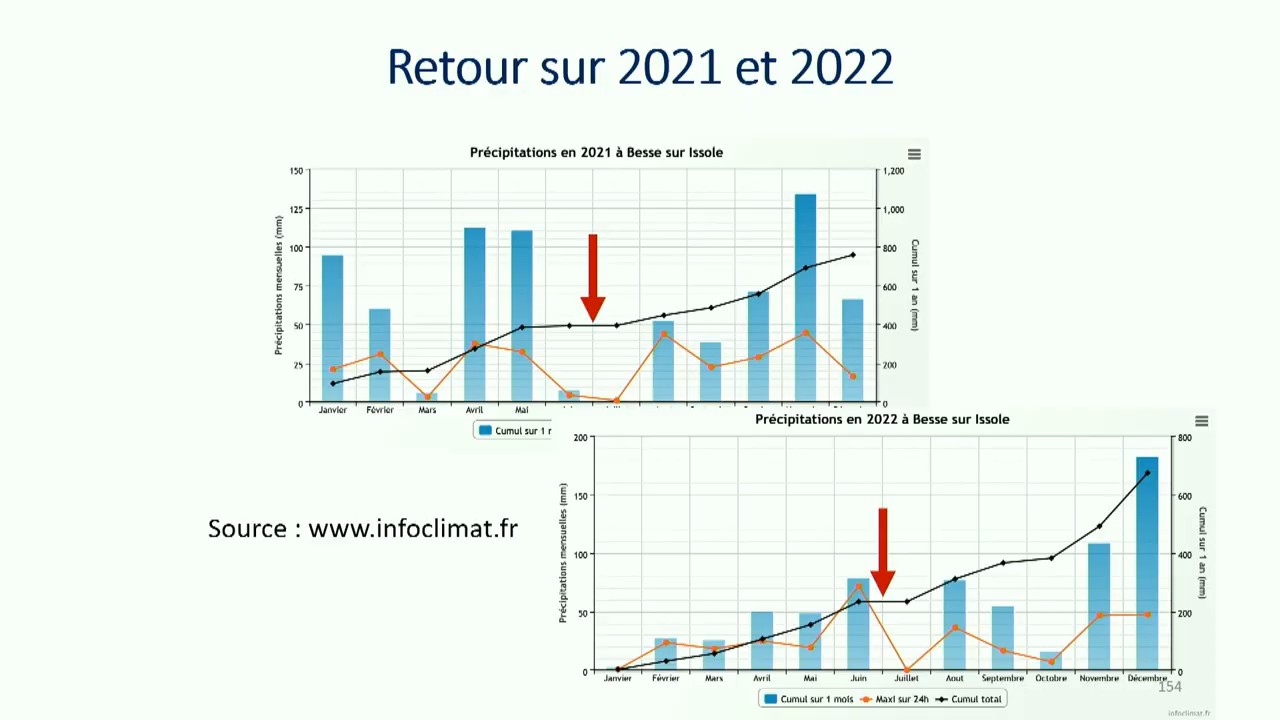 Retour sur 2021 et 2022
Précipitations en 2021 à Besse sur Issole
150
125
100
75
50
25
0
Précipitations mensuelles (mm)
1,200
1,000
800
600
400
200
0
Cumul sur 1 an (mm)
Janvier Février Mars Avril Mai
Cumul sur 1
Précipitations en 2022 à Besse sur Issole
200
150
100
50
0
Précipitations mensuelles (mm)
800
600
400
200
0
Cumul sur 1 an (mm)
Janvier Février Mars Avril Mai Juin Juillet Aout Septembre Octobre Novembre Décembre
Cumul sur 1 mois Maxi sur 24h Cumul total
Source : www.infoclimat.fr
154
infoclimat.fr